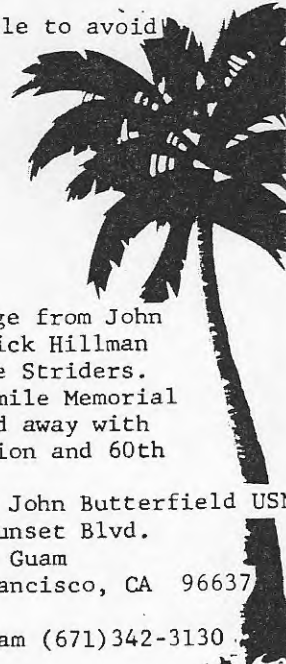 le to avoid
ge from John
ick Hillman
e Striders.
mile Memorial
d away with
ion and 60th
John Butterfield USN
unset Blvd.
Guam
ancisco, CA 96637
am (671)342-3130